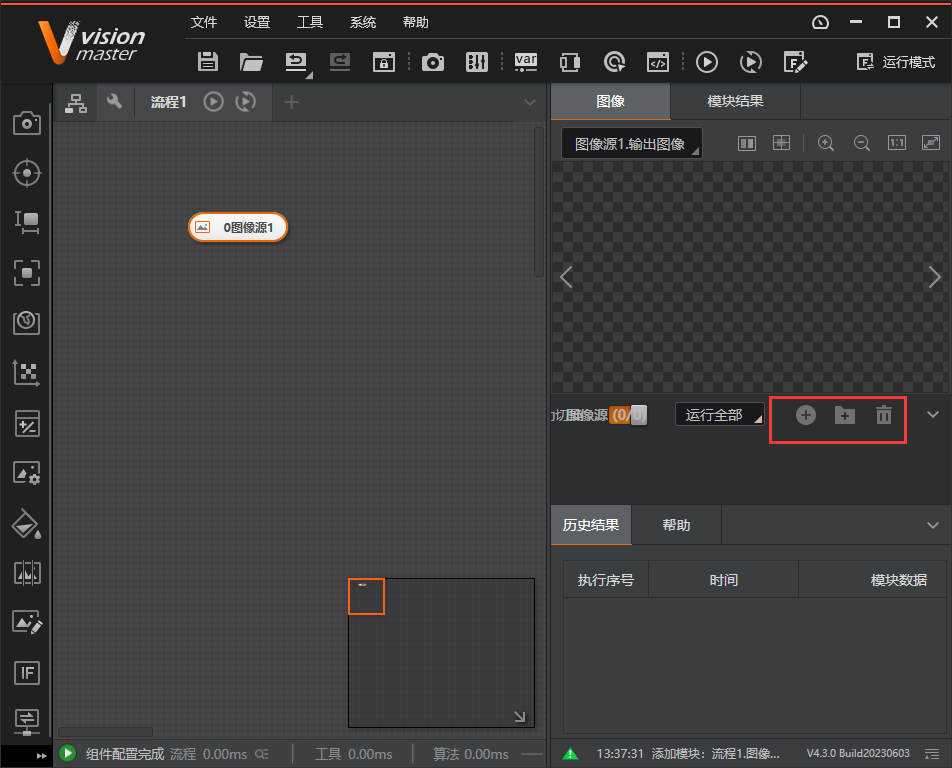 vision
master
文件 设置 工具 系统 帮助
var
运行模式
流程1
图像 模块结果
图像源1.输出图像
1:1
0图像源1
图像源 (0/0) 运行全部
历史结果 帮助
执行序号 时间 模块数据
IF
组件配置完成 流程 0.00ms 工具 0.00ms 算法 0.00ms
13:37:31 添加模块：流程1.图像... V4.3.0 Build20230603